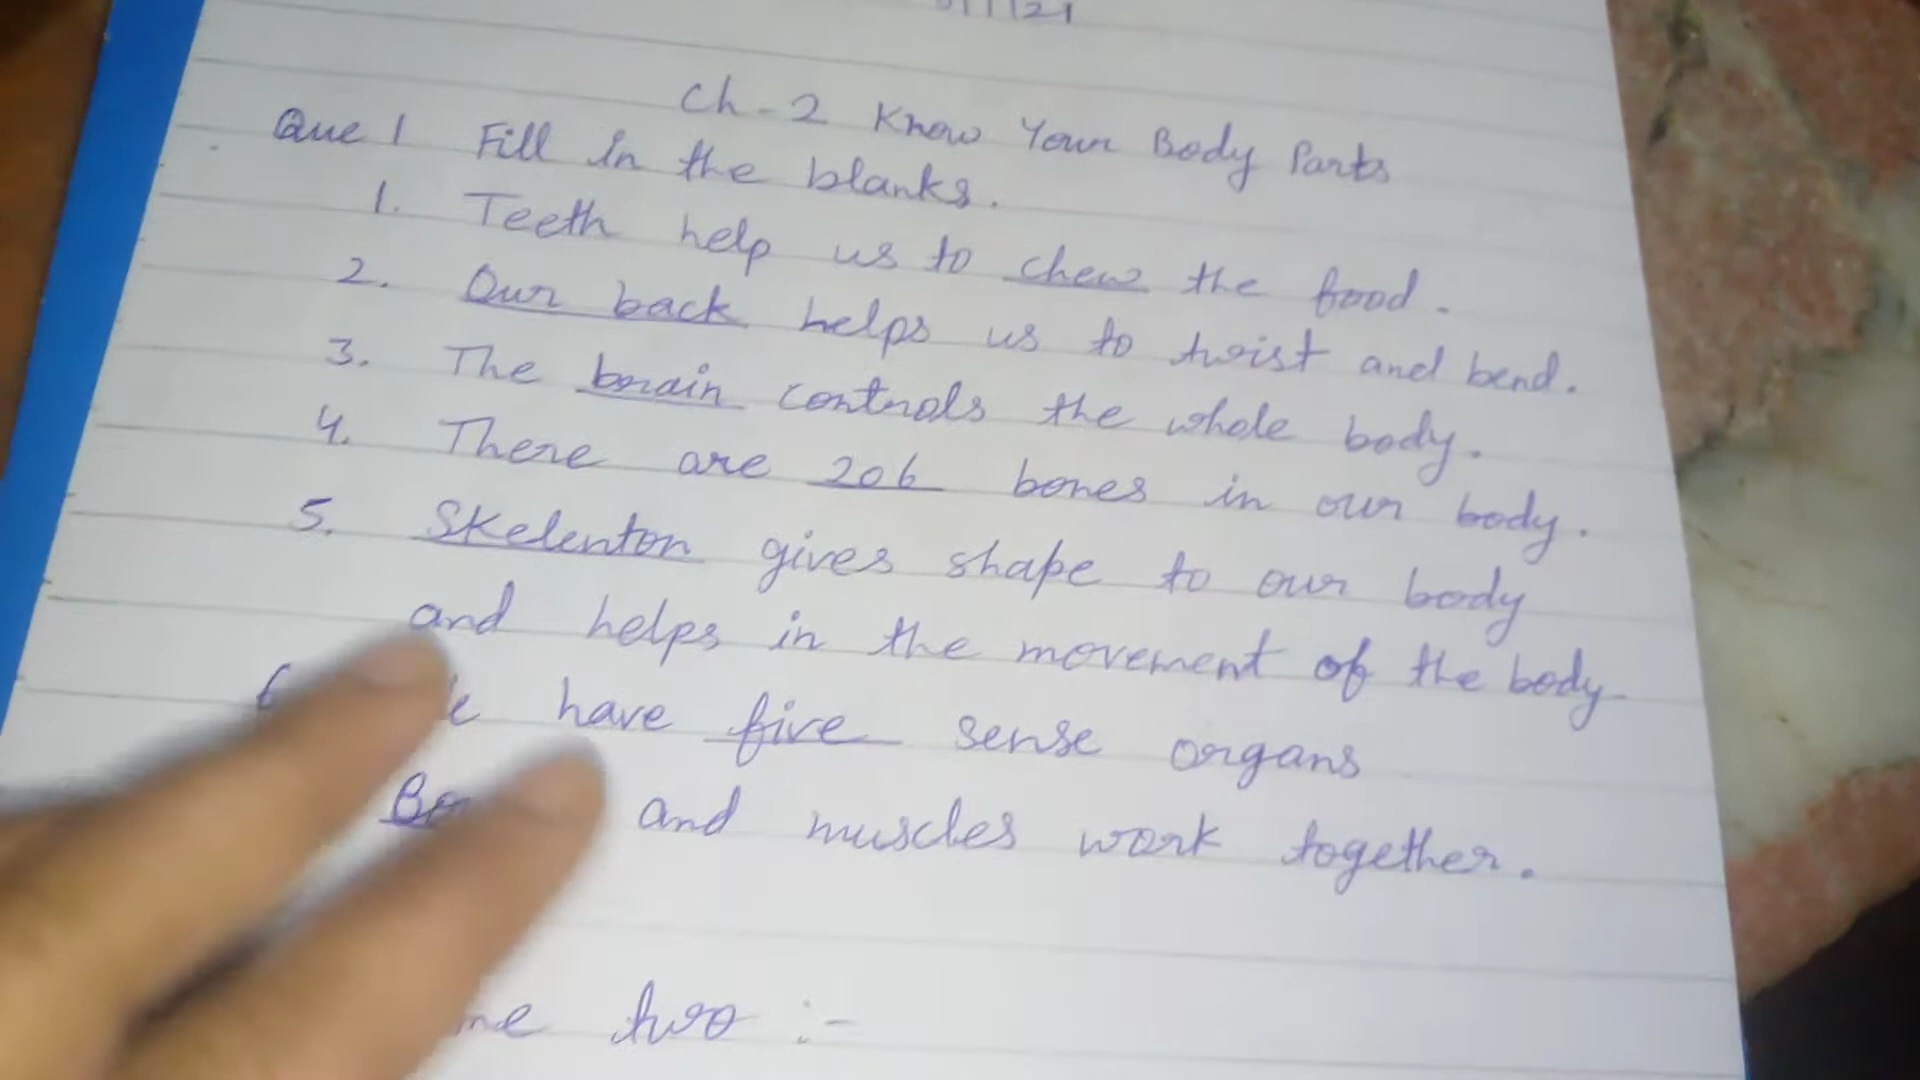 Ch-2 Know Your Body Parts
Que 1 Fill in the blanks.
1. Teeth help us to chew the food.
2. Our back helps us to twist and bend.
3. The brain controls the whole body.
4. There are 206 bones in our body.
5. Skelenton gives shape to our body
and helps in the movement of the body.
have five sense organs
and muscles work together.
two :-